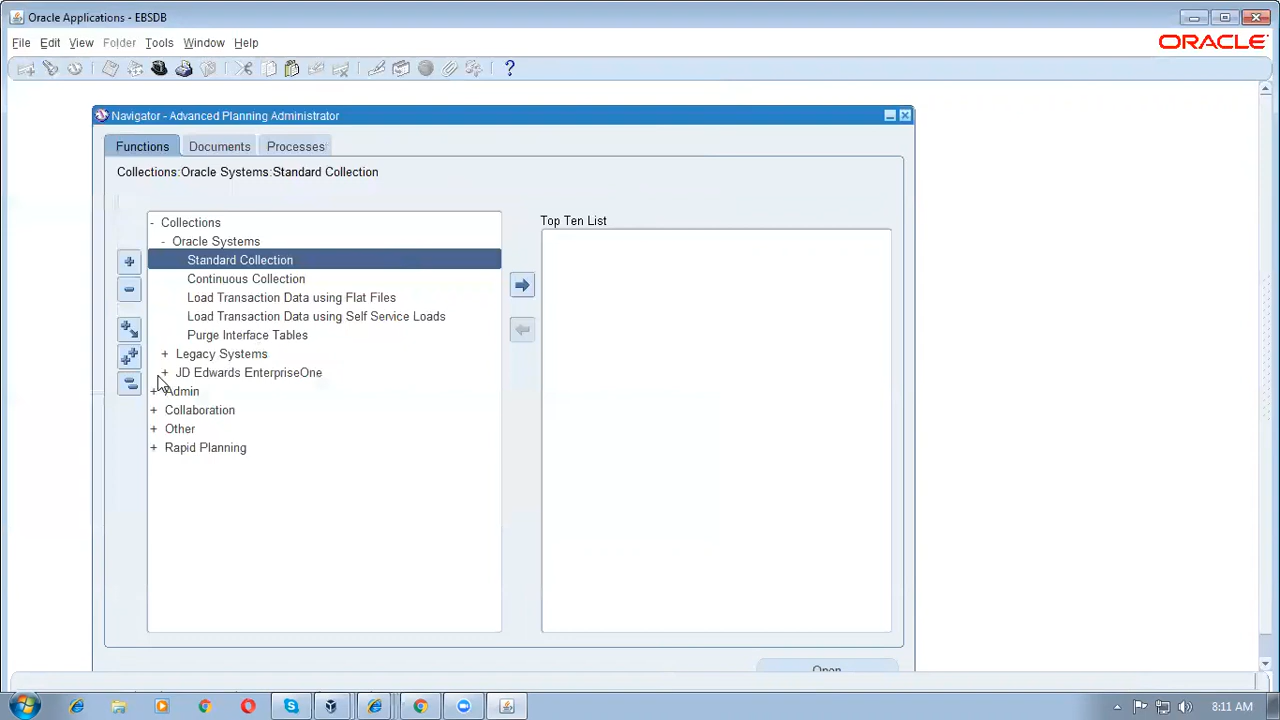 Oracle Applications - EBSDB
File Edit View Folder Tools Window Help
ORACLE
Navigator - Advanced Planning Administrator
Functions Documents Processes
Collections:Oracle Systems:Standard Collection
Top Ten List
- Collections
- Oracle Systems
Standard Collection
Continuous Collection
Load Transaction Data using Flat Files
Load Transaction Data using Self Service Loads
Purge Interface Tables
+ Legacy Systems
+ JD Edwards EnterpriseOne
+ Admin
+ Collaboration
+ Other
+ Rapid Planning
Open
8:11 AM